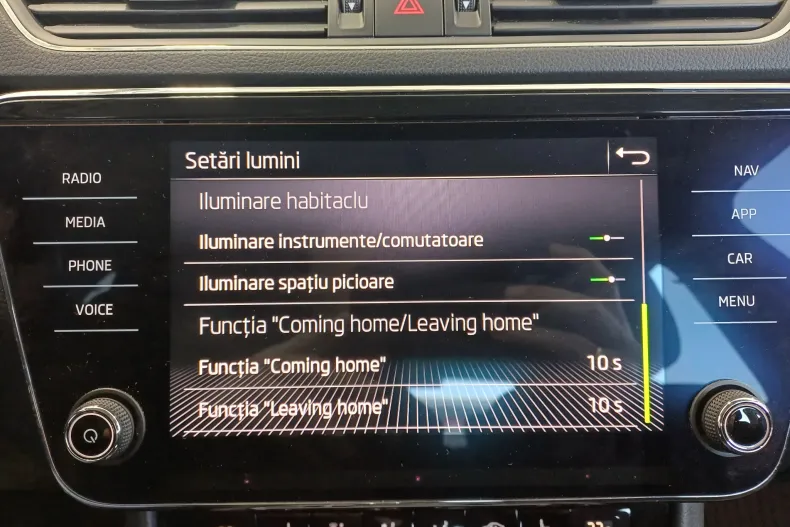 Setări lumini
RADIO
MEDIA
PHONE
VOICE
Iluminare habitaclu
Iluminare instrumente/comutatoare
Iluminare spațiu picioare
Funcția "Coming home/Leaving home"
Funcția "Coming home" 10 s
Funcția "Leaving home" 10 s
NAV
APP
CAR
MENU